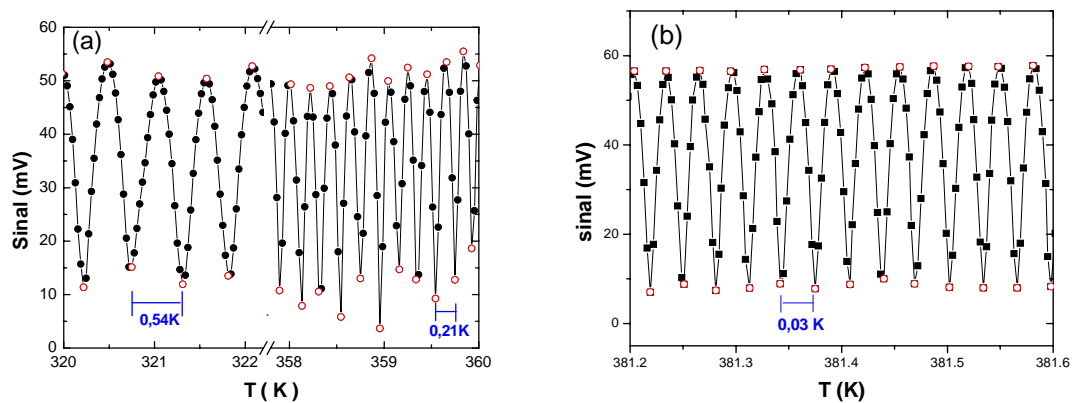 (a)
60
50
40
30
20
10
0
Sinal (mV)
0,54K
0,21K
320 321 322 358 359 360
T ( K )
(b)
60
40
20
0
sinal (mV)
0,03 K
381.2 381.3 381.4 381.5 381.6
T (K)